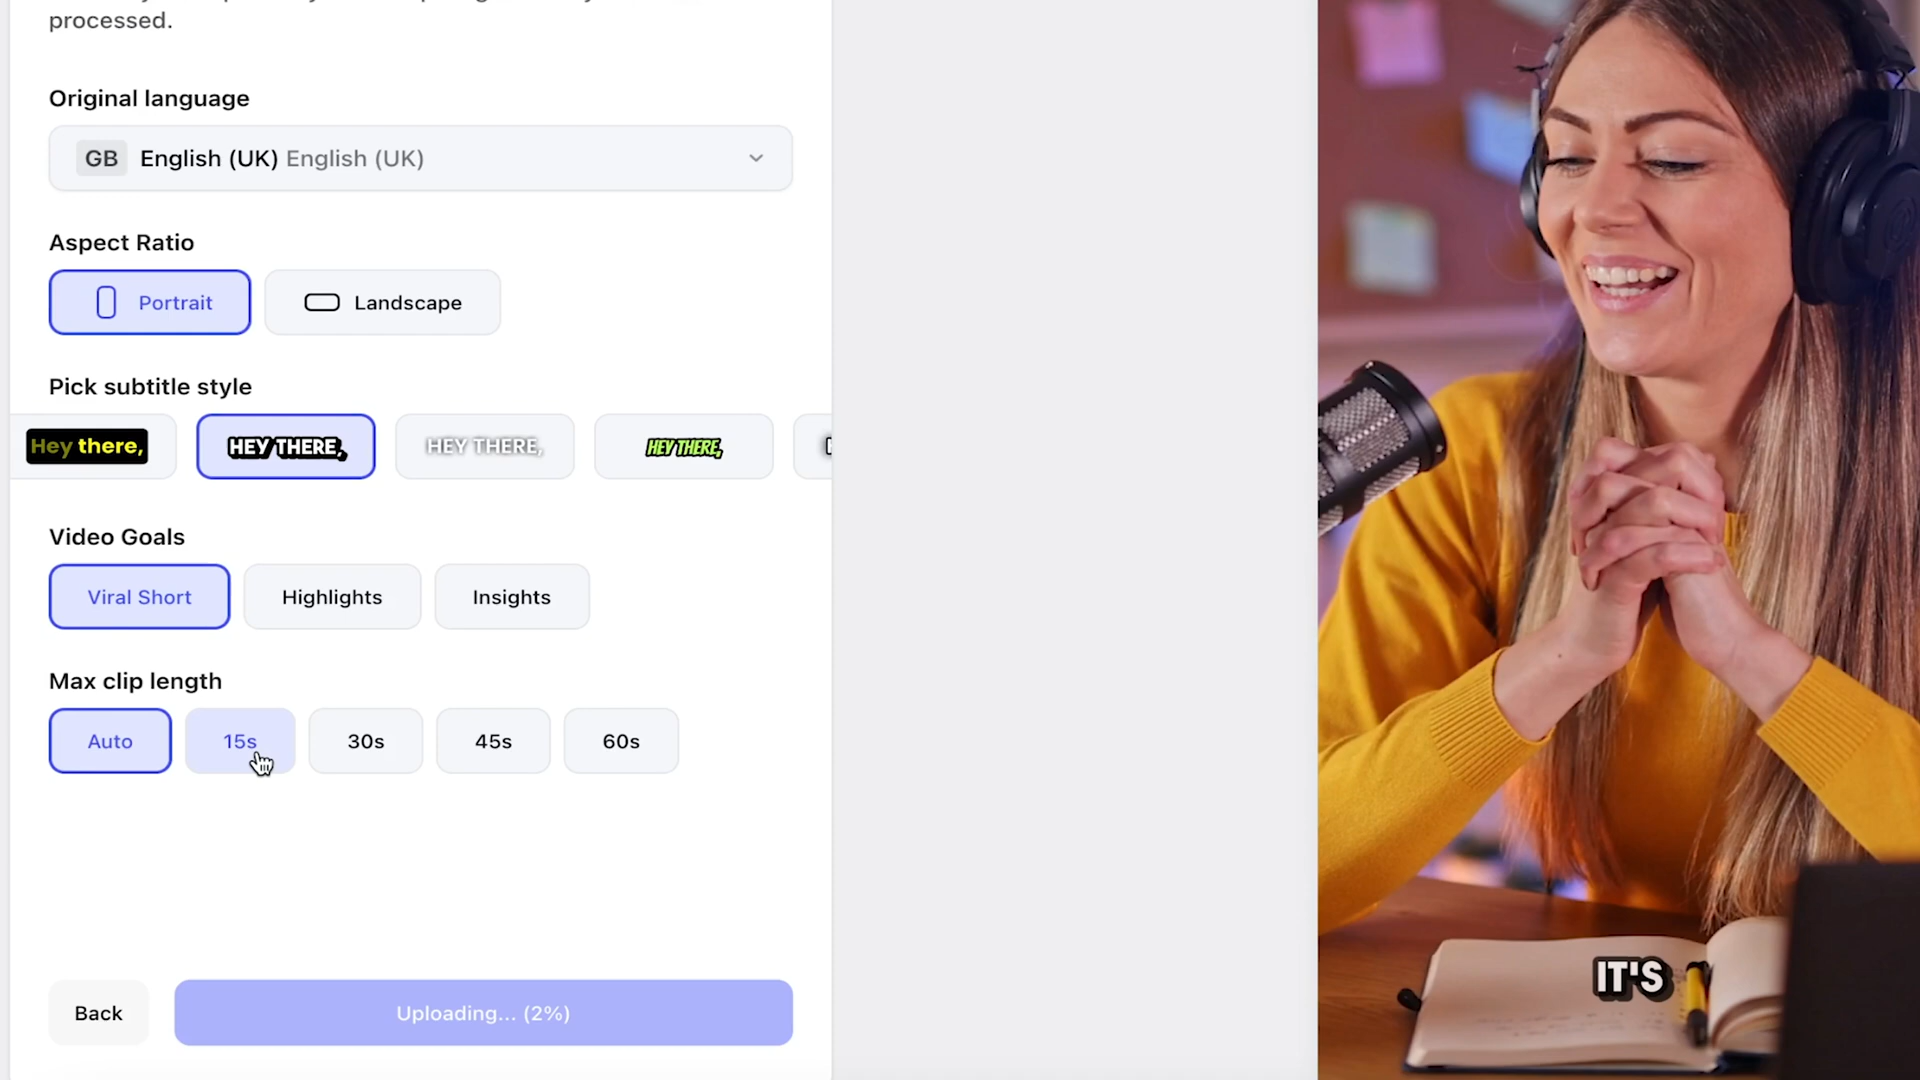 processed.
Original language
GB English (UK) English (UK)
Aspect Ratio
Portrait Landscape
Pick subtitle style
Hey there, HEY THERE, HEY THERE, HEY THERE,
Video Goals
Viral Short Highlights Insights
Max clip length
Auto 15s 30s 45s 60s
IT'S
Back Uploading... (2%)